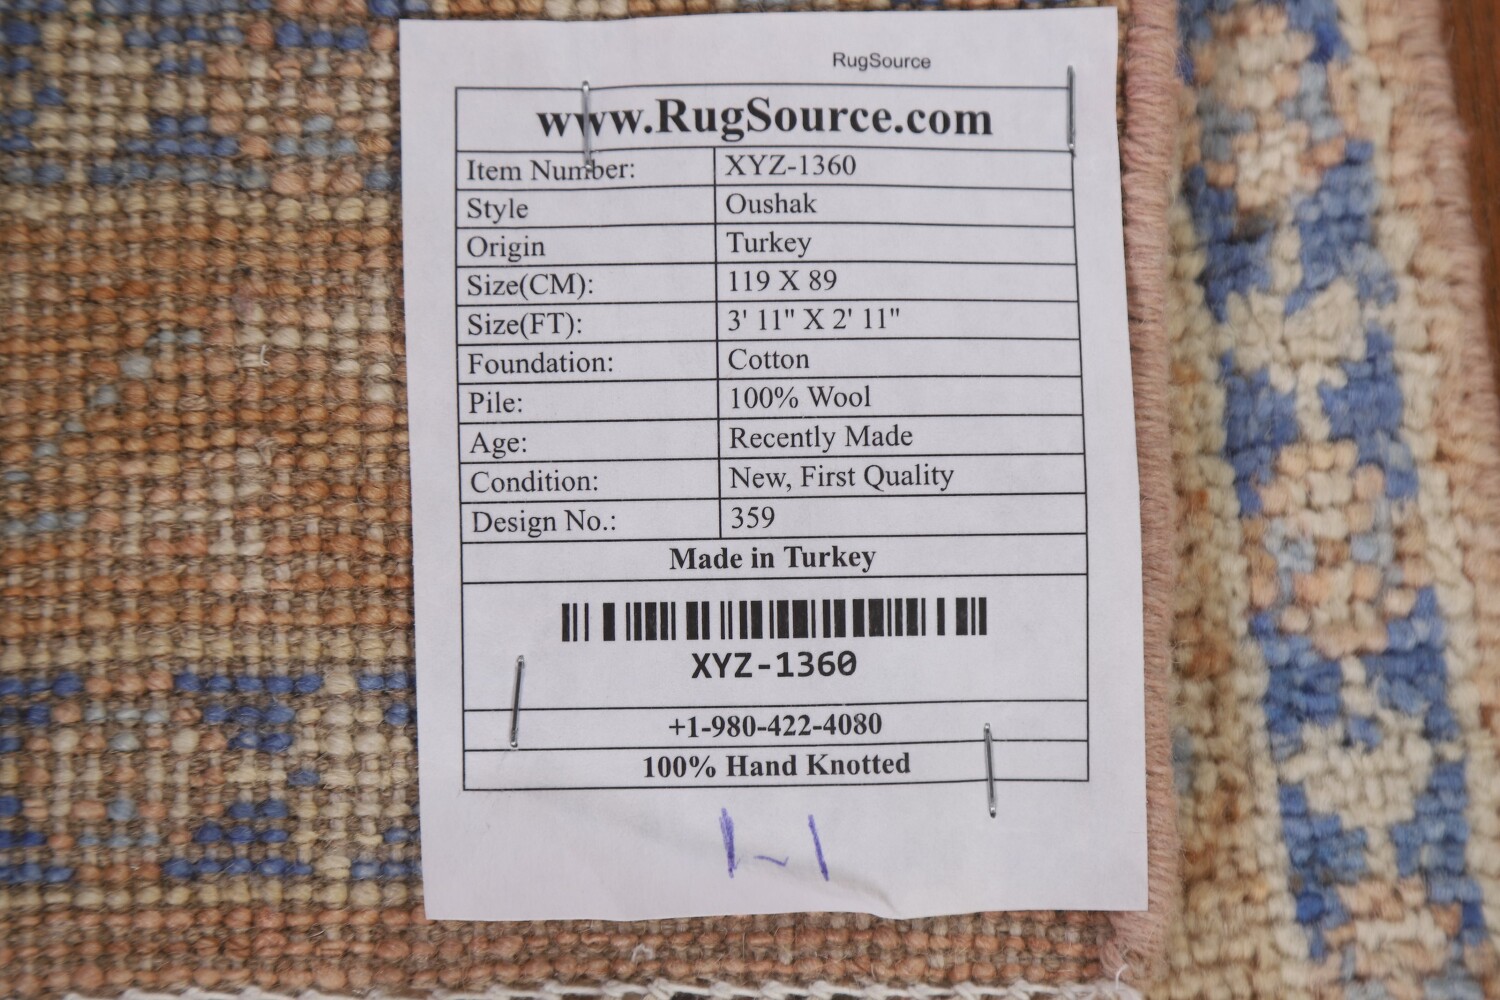 RugSource
www.RugSource.com
Item Number: XYZ-1360
Style Oushak
Origin Turkey
Size(CM): 119 X 89
Size(FT): 3' 11" X 2' 11"
Foundation: Cotton
Pile: 100% Wool
Age: Recently Made
Condition: New, First Quality
Design No.: 359
Made in Turkey
XYZ-1360
+1-980-422-4080
100% Hand Knotted
1-1